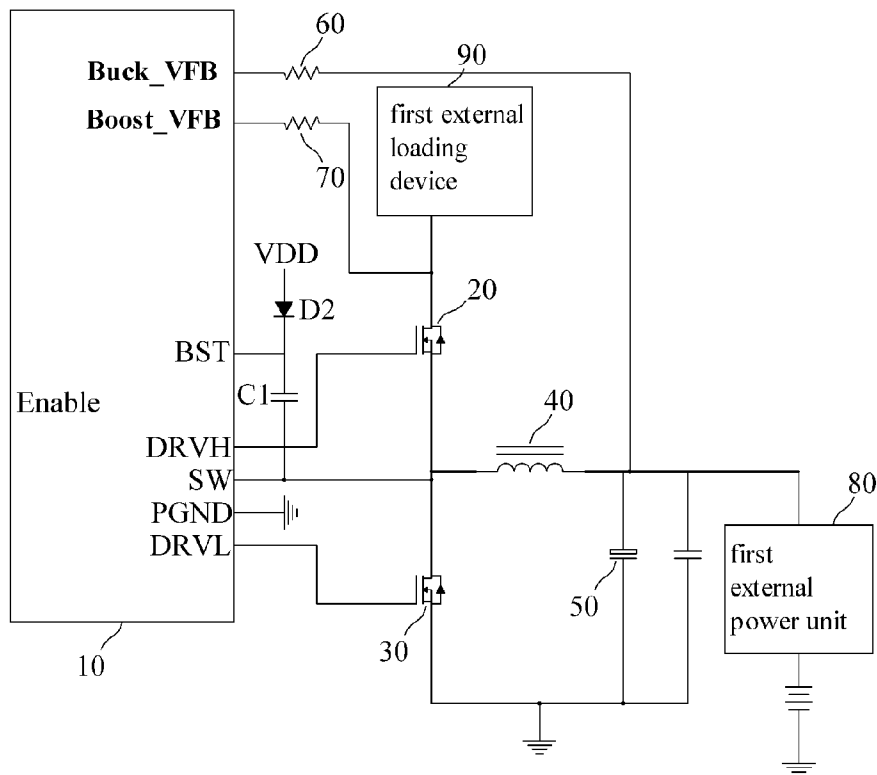 60
Buck_VFB
90
Boost_VFB
first external
loading
device
70
VDD
20
D2
BST
C1
Enable
40
DRVH
SW
80
PGND
DRVL
first
external
power unit
50
30
10